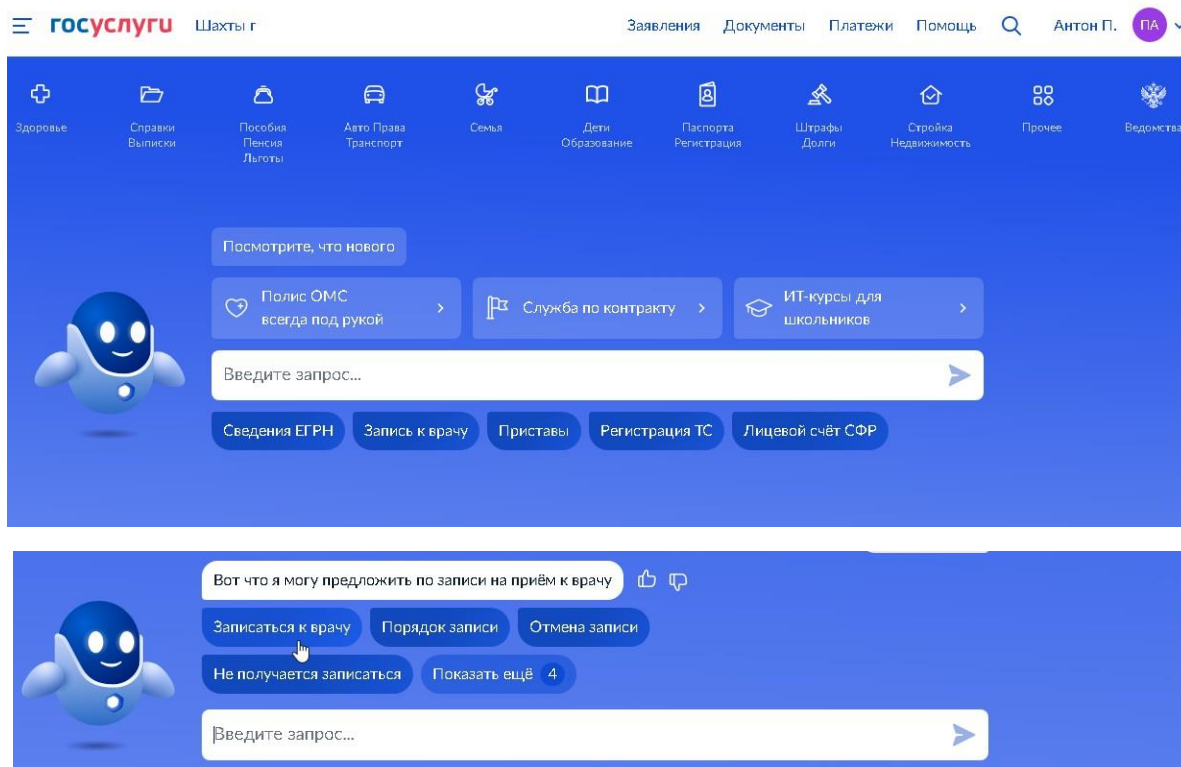 госуслуги Шахты г Заявления Документы Платежи Помощь Антон П. ПА
Здоровье Справки Пособия Авто Права Семья Дети Паспорта Штрафы Стройка Прочее Ведомства
Выписки Пенсия Транспорт Образование Регистрация Долги Недвижимость
Льготы
Посмотрите, что нового
Полис ОМС
всегда под рукой
Служба по контракту
ИТ-курсы для
школьников
Введите запрос...
Сведения ЕГРН Запись к врачу Приставы Регистрация ТС Лицевой счёт СФР
Вот что я могу предложить по записи на приём к врачу
Записаться к врачу Порядок записи Отмена записи
Не получается записаться Показать ещё 4
Введите запрос...